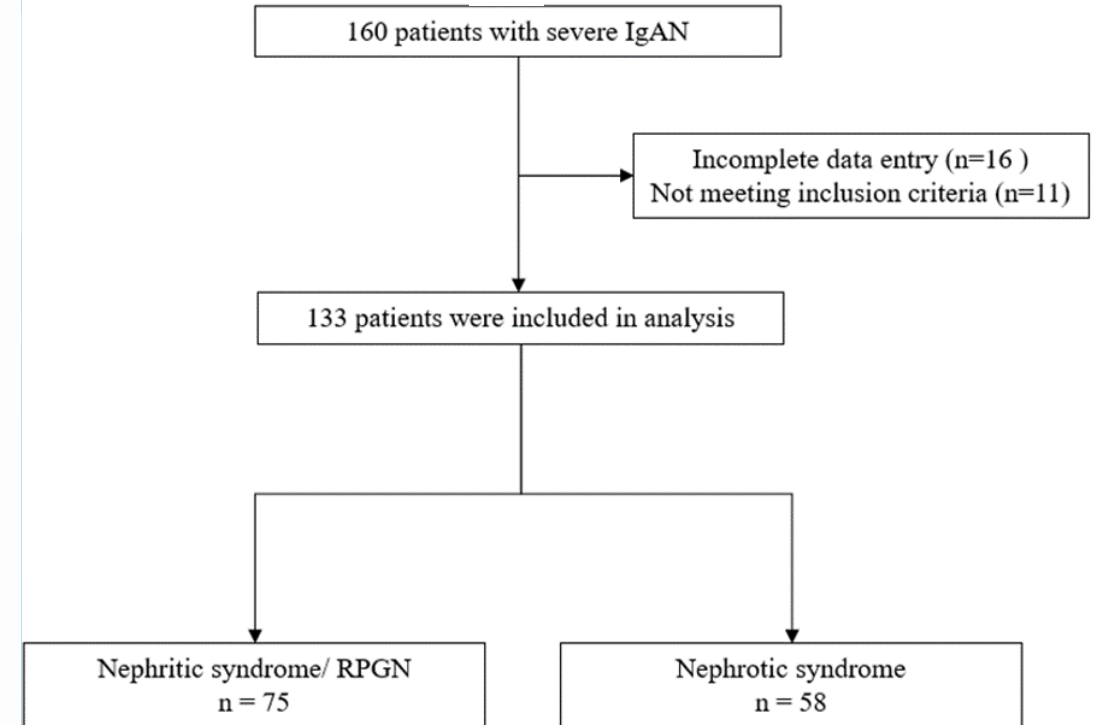 160 patients with severe IgAN
Incomplete data entry (n=16 )
Not meeting inclusion criteria (n=11)
133 patients were included in analysis
Nephritic syndrome/ RPGN
n = 75
Nephrotic syndrome
n = 58